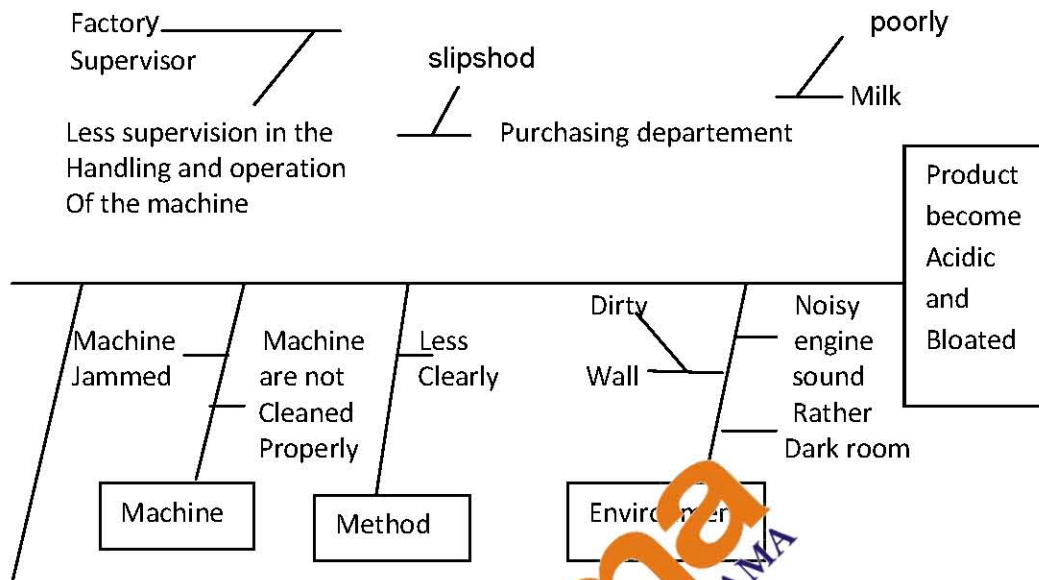 Factory
Supervisor
slipshod
poorly
Milk
Less supervision in the
Handling and operation
Of the machine
Purchasing departement
Product
become
Acidic
and
Bloated
Machine
Jammed
Machine
are not
Cleaned
Properly
Less
Clearly
Dirty
Wall
Noisy
engine
sound
Rather
Dark room
Machine
Method